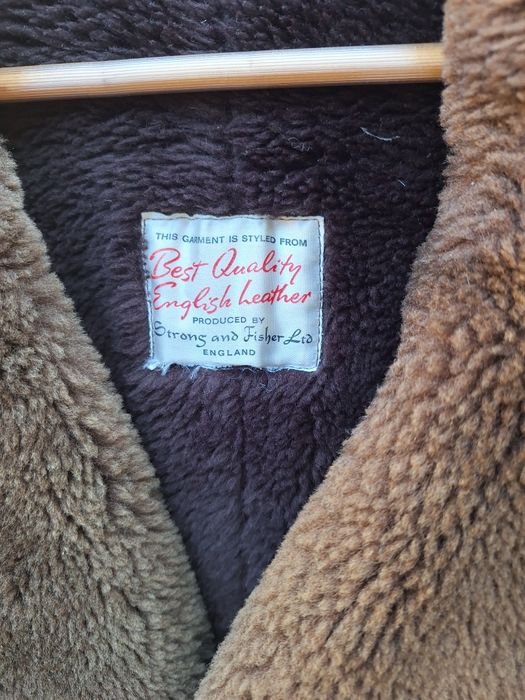 THIS GARMENT IS STYLED FROM
Best Quality
English Leather
PRODUCED BY
Strong and Fisher Ltd
ENGLAND